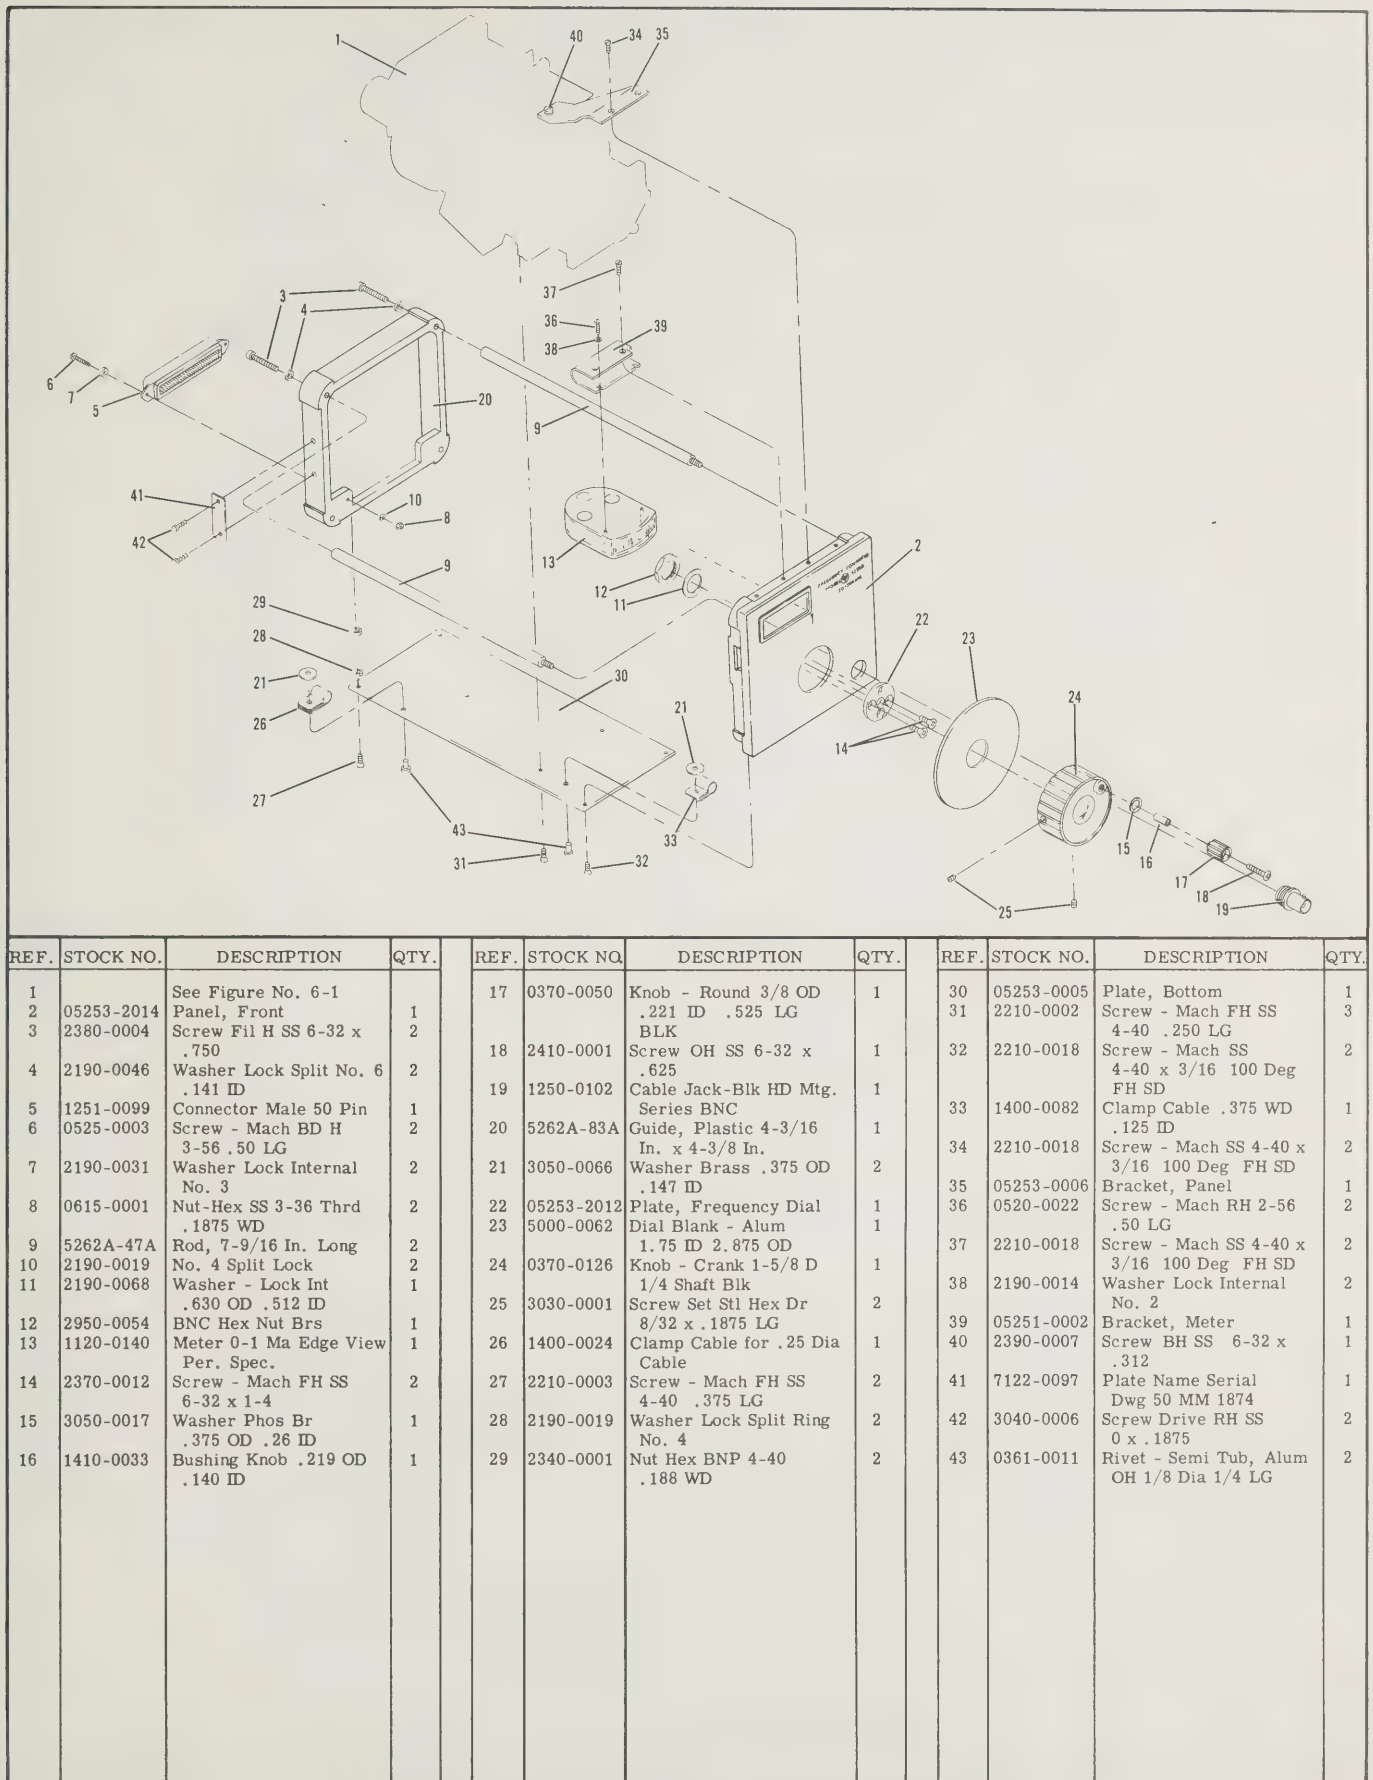 1
40
34
35
37
3
4
36
38
39
6
7
5
20
9
41
10
8
42
13
2
12
11
9
29
28
22
23
21
30
26
21
24
14
27
43
33
15
16
31
32
17
18
25
19
FREQUENCY CONVERTER
REF. STOCK NO. DESCRIPTION QTY.
1 See Figure No. 6-1
2 05253-2014 Panel, Front 1
3 2380-0004 Screw Fil H SS 6-32 x 2
.750
4 2190-0046 Washer Lock Split No. 6 2
.141 ID
5 1251-0099 Connector Male 50 Pin 1
6 0525-0003 Screw - Mach BD H 2
3-56 .50 LG
7 2190-0031 Washer Lock Internal 2
No. 3
8 0615-0001 Nut-Hex SS 3-36 Thrd 2
.1875 WD
9 5262A-47A Rod, 7-9/16 In. Long 2
10 2190-0019 No. 4 Split Lock 2
11 2190-0068 Washer - Lock Int 1
.630 OD .512 ID
12 2950-0054 BNC Hex Nut Brs 1
13 1120-0140 Meter 0-1 Ma Edge View 1
Per. Spec.
14 2370-0012 Screw - Mach FH SS 2
6-32 x 1-4
15 3050-0017 Washer Phos Br 1
.375 OD .26 ID
16 1410-0033 Bushing Knob .219 OD 1
.140 ID
REF. STOCK NO. DESCRIPTION QTY.
17 0370-0050 Knob - Round 3/8 OD 1
.221 ID .525 LG
BLK
18 2410-0001 Screw OH SS 6-32 x 1
.625
19 1250-0102 Cable Jack-Blk HD Mtg. 1
Series BNC
20 5262A-83A Guide, Plastic 4-3/16 1
In. x 4-3/8 In.
21 3050-0066 Washer Brass .375 OD 2
.147 ID
22 05253-2012 Plate, Frequency Dial 1
23 5000-0062 Dial Blank - Alum 1
1.75 ID 2.875 OD
24 0370-0126 Knob - Crank 1-5/8 D 1
1/4 Shaft Blk
25 3030-0001 Screw Set Stl Hex Dr 2
8/32 x .1875 LG
26 1400-0024 Clamp Cable for .25 Dia 1
Cable
27 2210-0003 Screw - Mach FH SS 2
4-40 .375 LG
28 2190-0019 Washer Lock Split Ring 2
No. 4
29 2340-0001 Nut Hex BNP 4-40 2
.188 WD
REF. STOCK NO. DESCRIPTION QTY.
30 05253-0005 Plate, Bottom 1
31 2210-0002 Screw - Mach FH SS 3
4-40 .250 LG
32 2210-0018 Screw - Mach SS 2
4-40 x 3/16 100 Deg
FH SD
33 1400-0082 Clamp Cable .375 WD 1
.125 ID
34 2210-0018 Screw - Mach SS 4-40 x 2
3/16 100 Deg FH SD
35 05253-0006 Bracket, Panel 1
36 0520-0022 Screw - Mach RH 2-56 2
.50 LG
37 2210-0018 Screw - Mach SS 4-40 x 2
3/16 100 Deg FH SD
38 2190-0014 Washer Lock Internal 2
No. 2
39 05251-0002 Bracket, Meter 1
40 2390-0007 Screw BH SS 6-32 x 1
.312
41 7122-0097 Plate Name Serial 1
Dwg 50 MM 1874
42 3040-0006 Screw Drive RH SS 2
0 x .1875
43 0361-0011 Rivet - Semi Tub, Alum 2
OH 1/8 Dia 1/4 LG